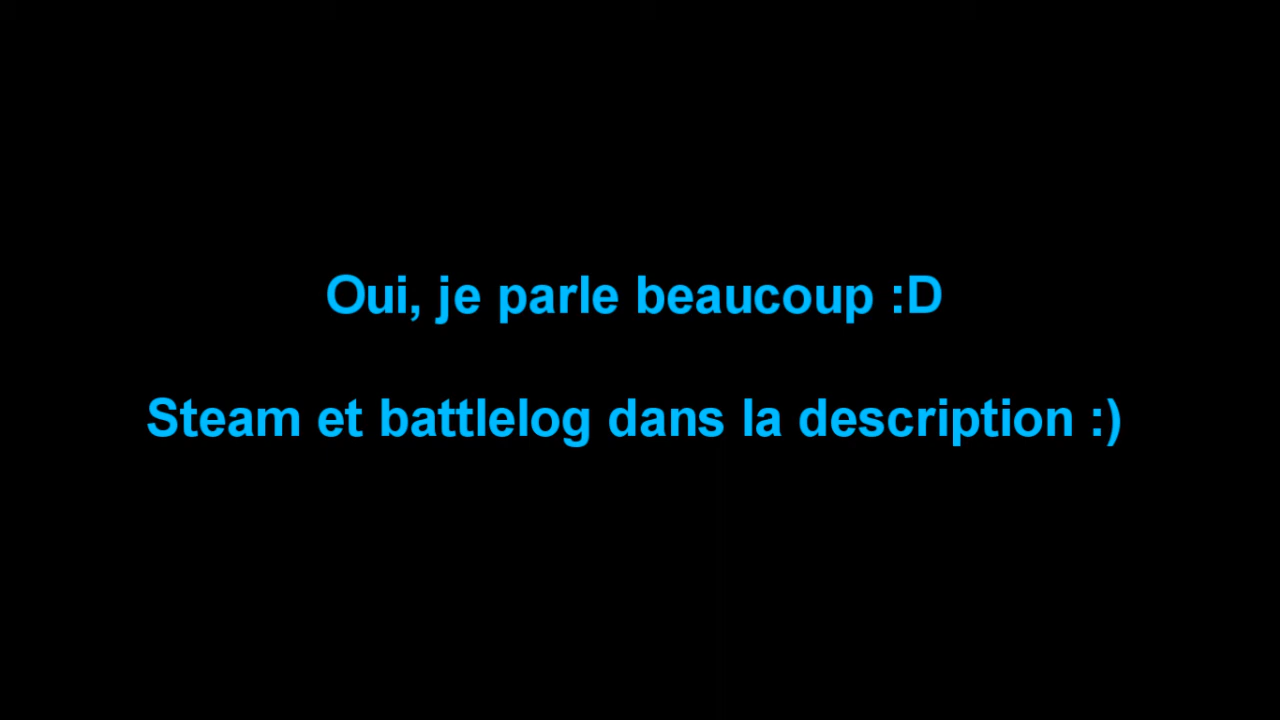 Oui, je parle beaucoup :D
Steam et battlelog dans la description :)